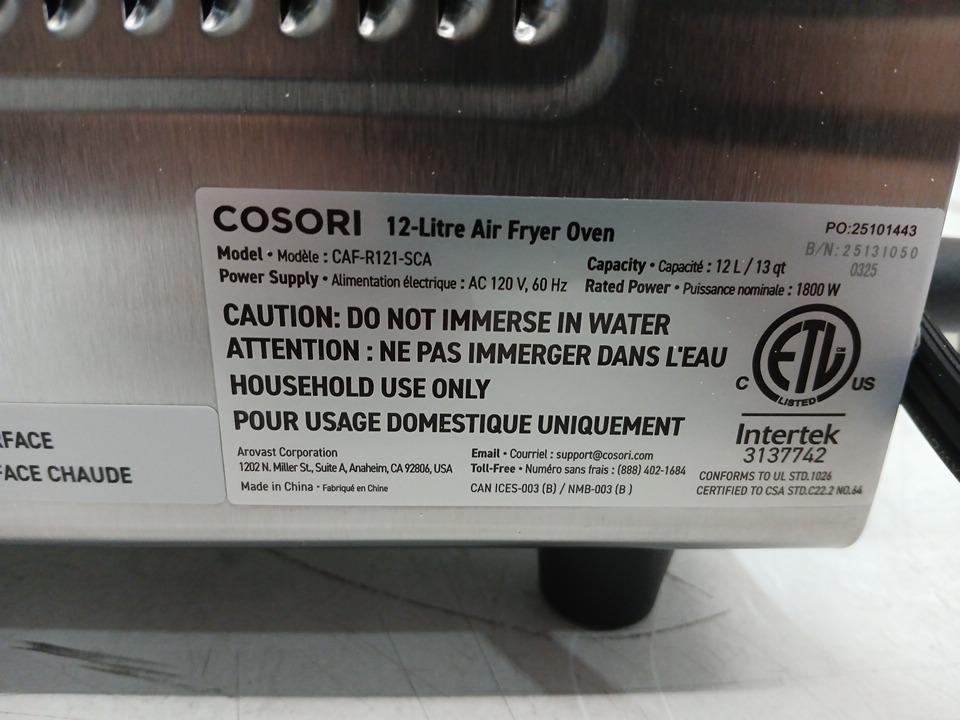 COSORI 12-Litre Air Fryer Oven
PO:25101443
B/N:25131050
0325
Model • Modèle : CAF-R121-SCA
Capacity • Capacité : 12 L / 13 qt
Power Supply • Alimentation électrique : AC 120 V, 60 Hz
Rated Power • Puissance nominale : 1800 W
CAUTION: DO NOT IMMERSE IN WATER
ATTENTION : NE PAS IMMERGER DANS L'EAU
HOUSEHOLD USE ONLY
POUR USAGE DOMESTIQUE UNIQUEMENT
ETL
CM
C US
LISTED
Intertek
3137742
CONFORMS TO UL STD.1026
CERTIFIED TO CSA STD.C22.2 NO.64
Arovast Corporation
1202 N. Miller St., Suite A, Anaheim, CA 92806, USA
Made in China • Fabriqué en Chine
Email • Courriel : support@cosori.com
Toll-Free • Numéro sans frais : (888) 402-1684
CAN ICES-003 (B) / NMB-003 (B )
CHAUDE